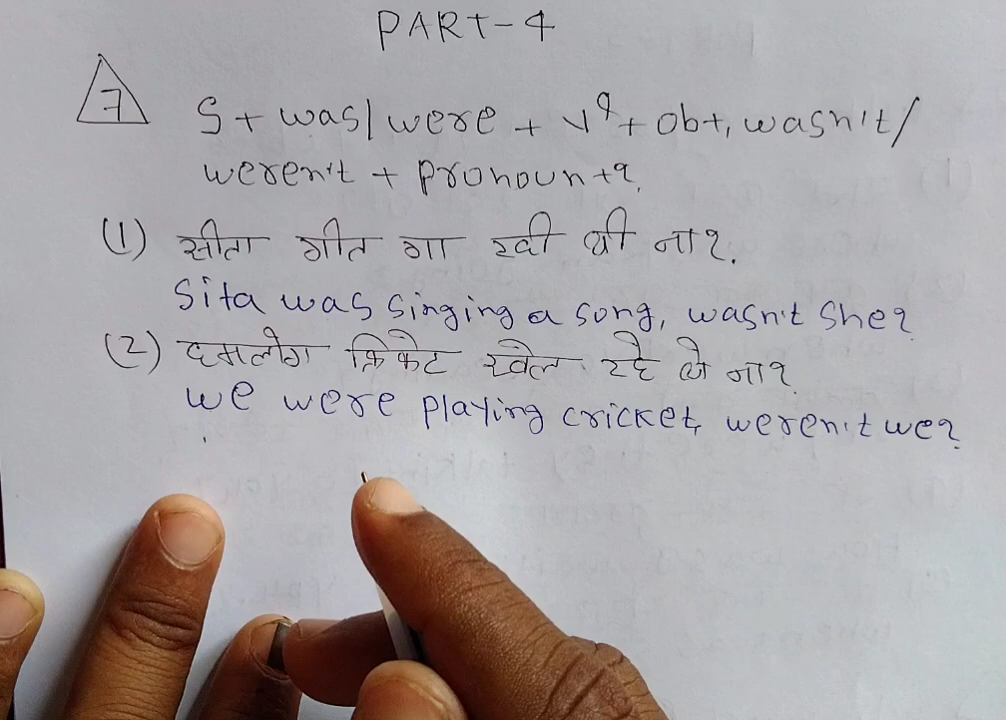 PART-4
7 S + was/were + V⁴ + obt, wasn't/
weren't + pronoun + ?
(1) सीता गीत गा रही थी ना?
Sita was singing a song, wasn't she?
(2) हमलोग क्रिकेट खेल रहे थे ना?
we were playing cricket, weren't we?